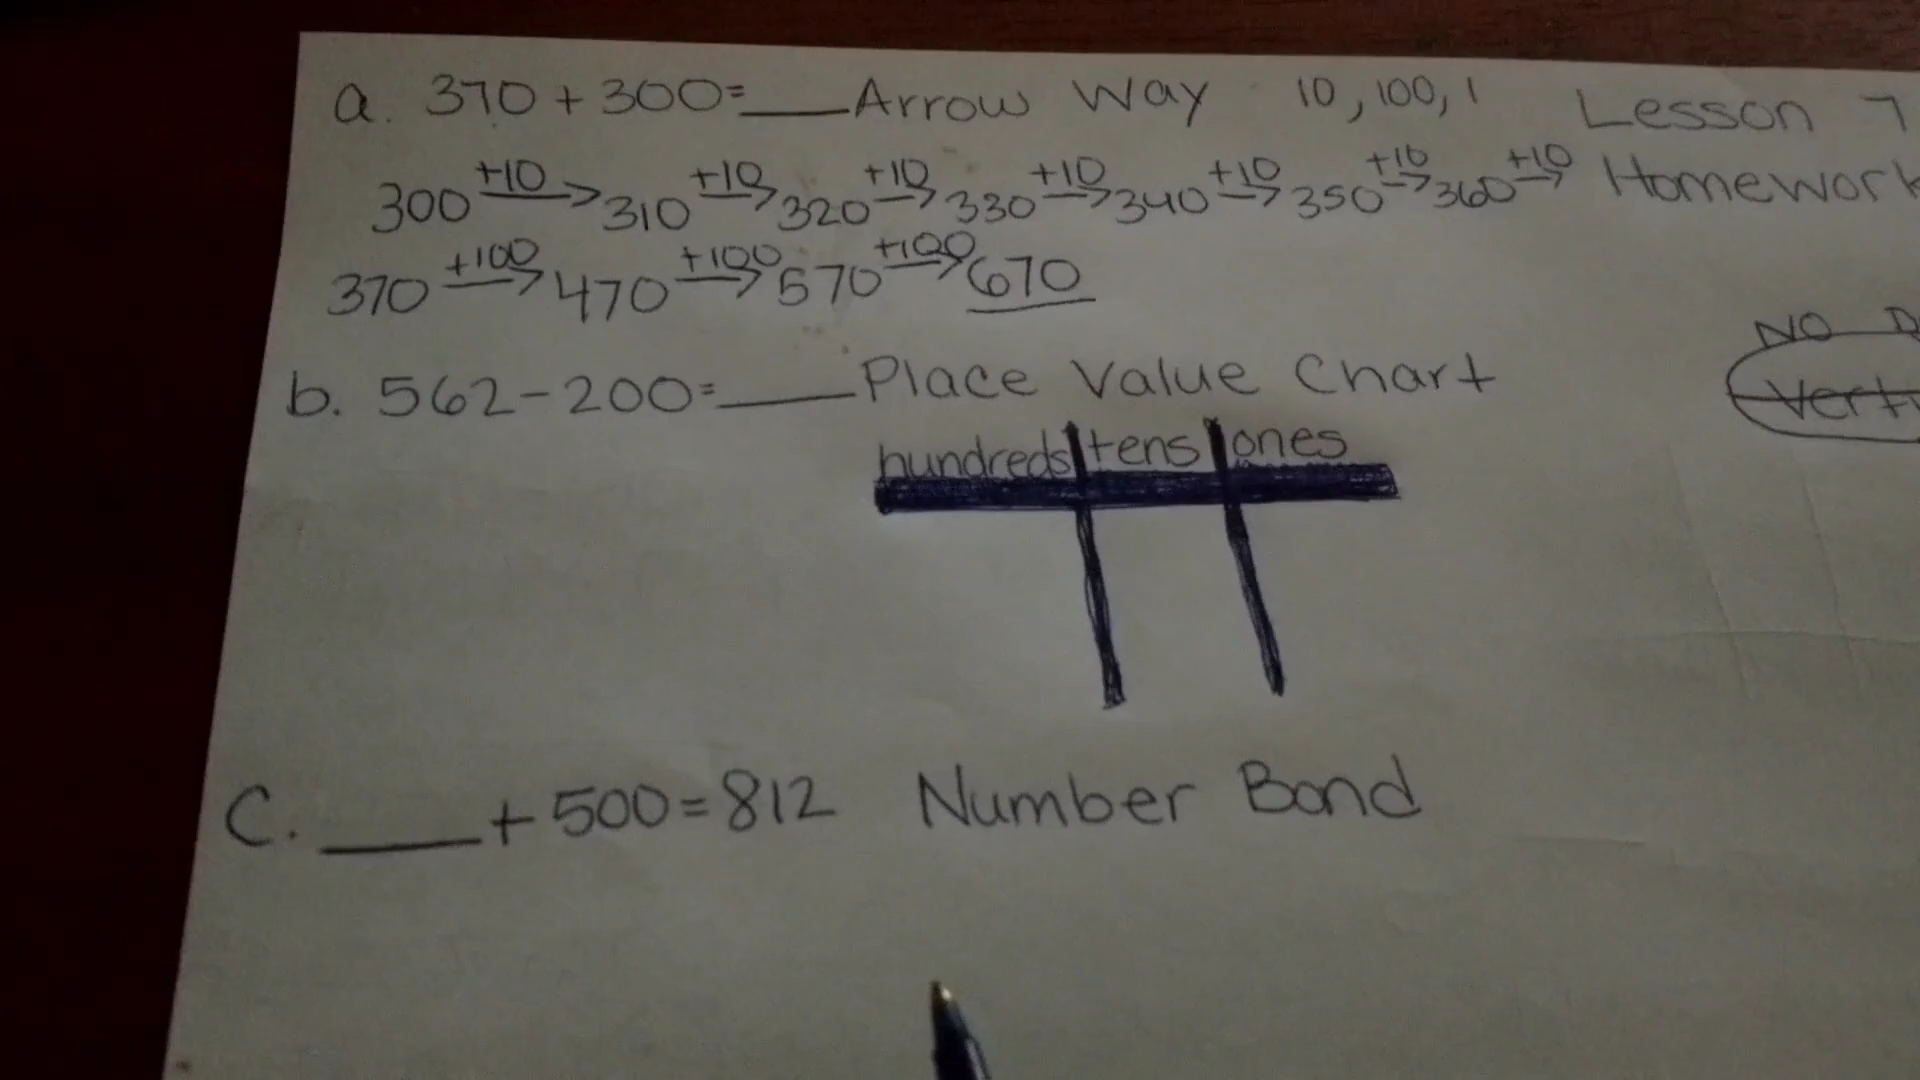 a. 370 + 300 = ___ Arrow Way 10, 100, 1 Lesson 7
300 +10→ 310 +10→ 320 +10→ 330 +10→ 340 +10→ 350 +10→ 360 +10→ Homework
370 +100→ 470 +100→ 570 +100→ 670
NO
b. 562 - 200 = ___ Place Value Chart
hundreds tens ones
C. ___ + 500 = 812 Number Bond